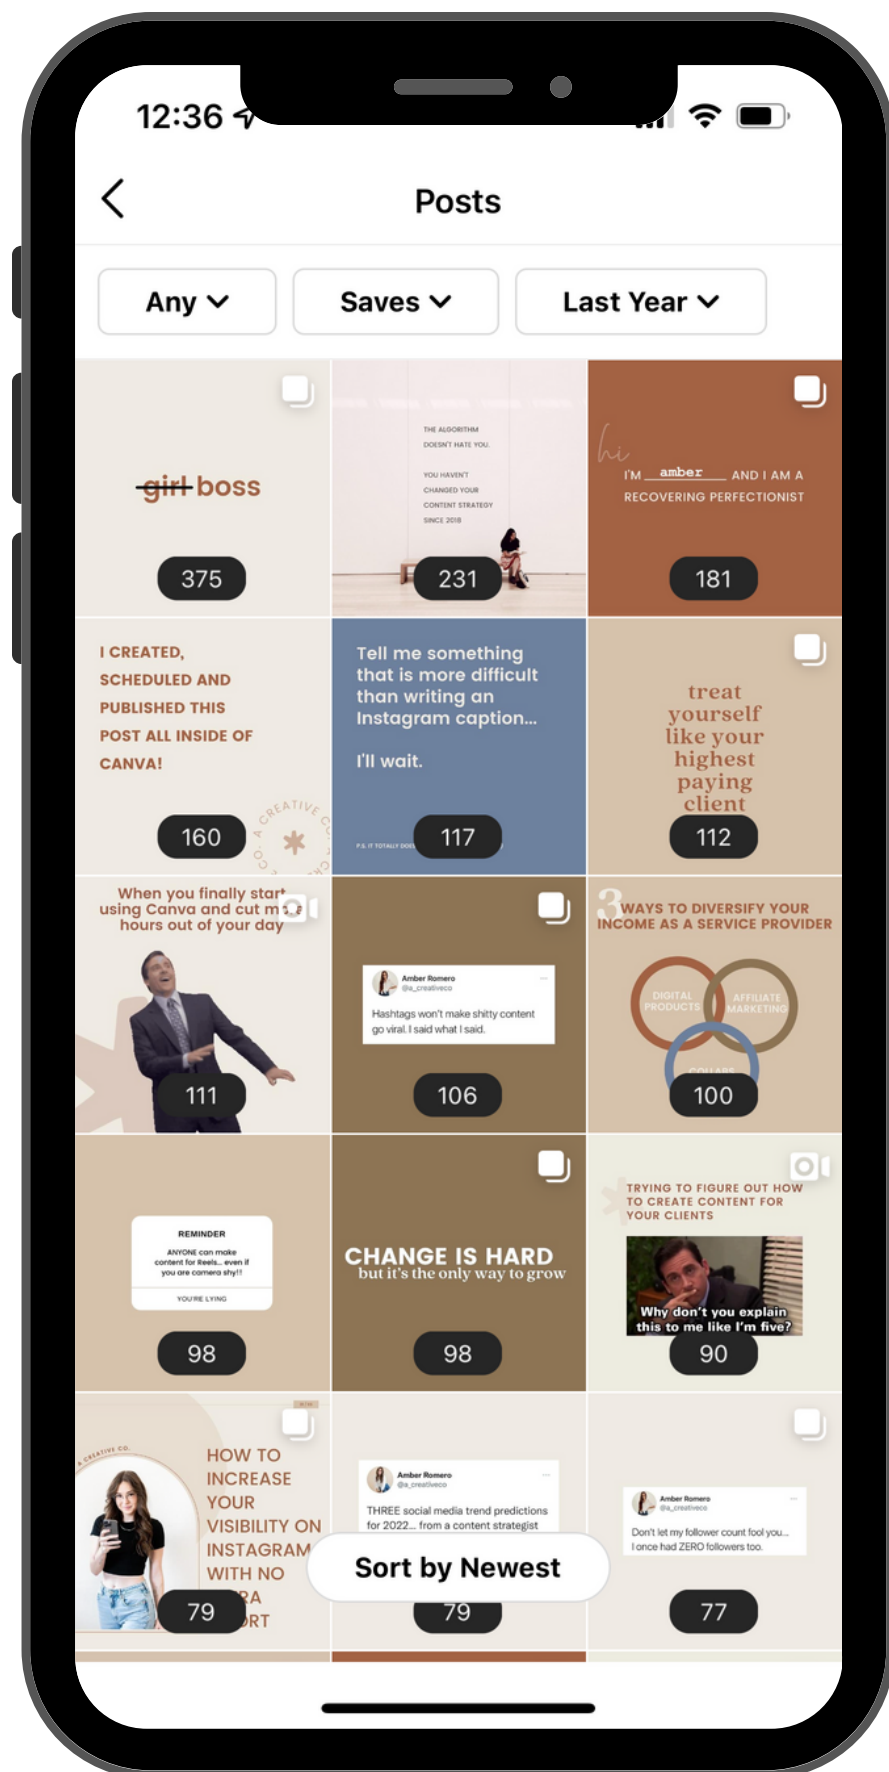 12:36
Posts
Any
Saves
Last Year
girl boss
375
THE ALGORITHM
DOESN'T HATE YOU.
YOU HAVEN'T
CHANGED YOUR
CONTENT STRATEGY
SINCE 2018
231
hi
I'M amber AND I AM A
RECOVERING PERFECTIONIST
181
I CREATED,
SCHEDULED AND
PUBLISHED THIS
POST ALL INSIDE OF
CANVA!
A CREATIVE CO.
160
Tell me something
that is more difficult
than writing an
Instagram caption...
I'll wait.
P.S. IT TOTALLY
117
treat
yourself
like your
highest
paying
client
112
When you finally start
using Canva and cut more
hours out of your day
111
Amber Romero
@a_creativeco
Hashtags won't make shitty content
go viral. I said what I said.
106
3 WAYS TO DIVERSIFY YOUR
INCOME AS A SERVICE PROVIDER
DIGITAL
PRODUCTS
AFFILIATE
MARKETING
COLLABS
100
REMINDER
ANYONE can make
content for Reels... even if
you are camera shy!!
YOU'RE LYING
98
CHANGE IS HARD
but it's the only way to grow
98
TRYING TO FIGURE OUT HOW
TO CREATE CONTENT FOR
YOUR CLIENTS
Why don't you explain
this to me like I'm five?
90
A CREATIVE CO.
HOW TO
INCREASE
YOUR
VISIBILITY ON
INSTAGRAM
WITH NO
79
Amber Romero
@a_creativeco
THREE social media trend predictions
for 2022... from a content strategist
79
Amber Romero
@a_creativeco
Don't let my follower count fool you...
I once had ZERO followers too.
77
Sort by Newest